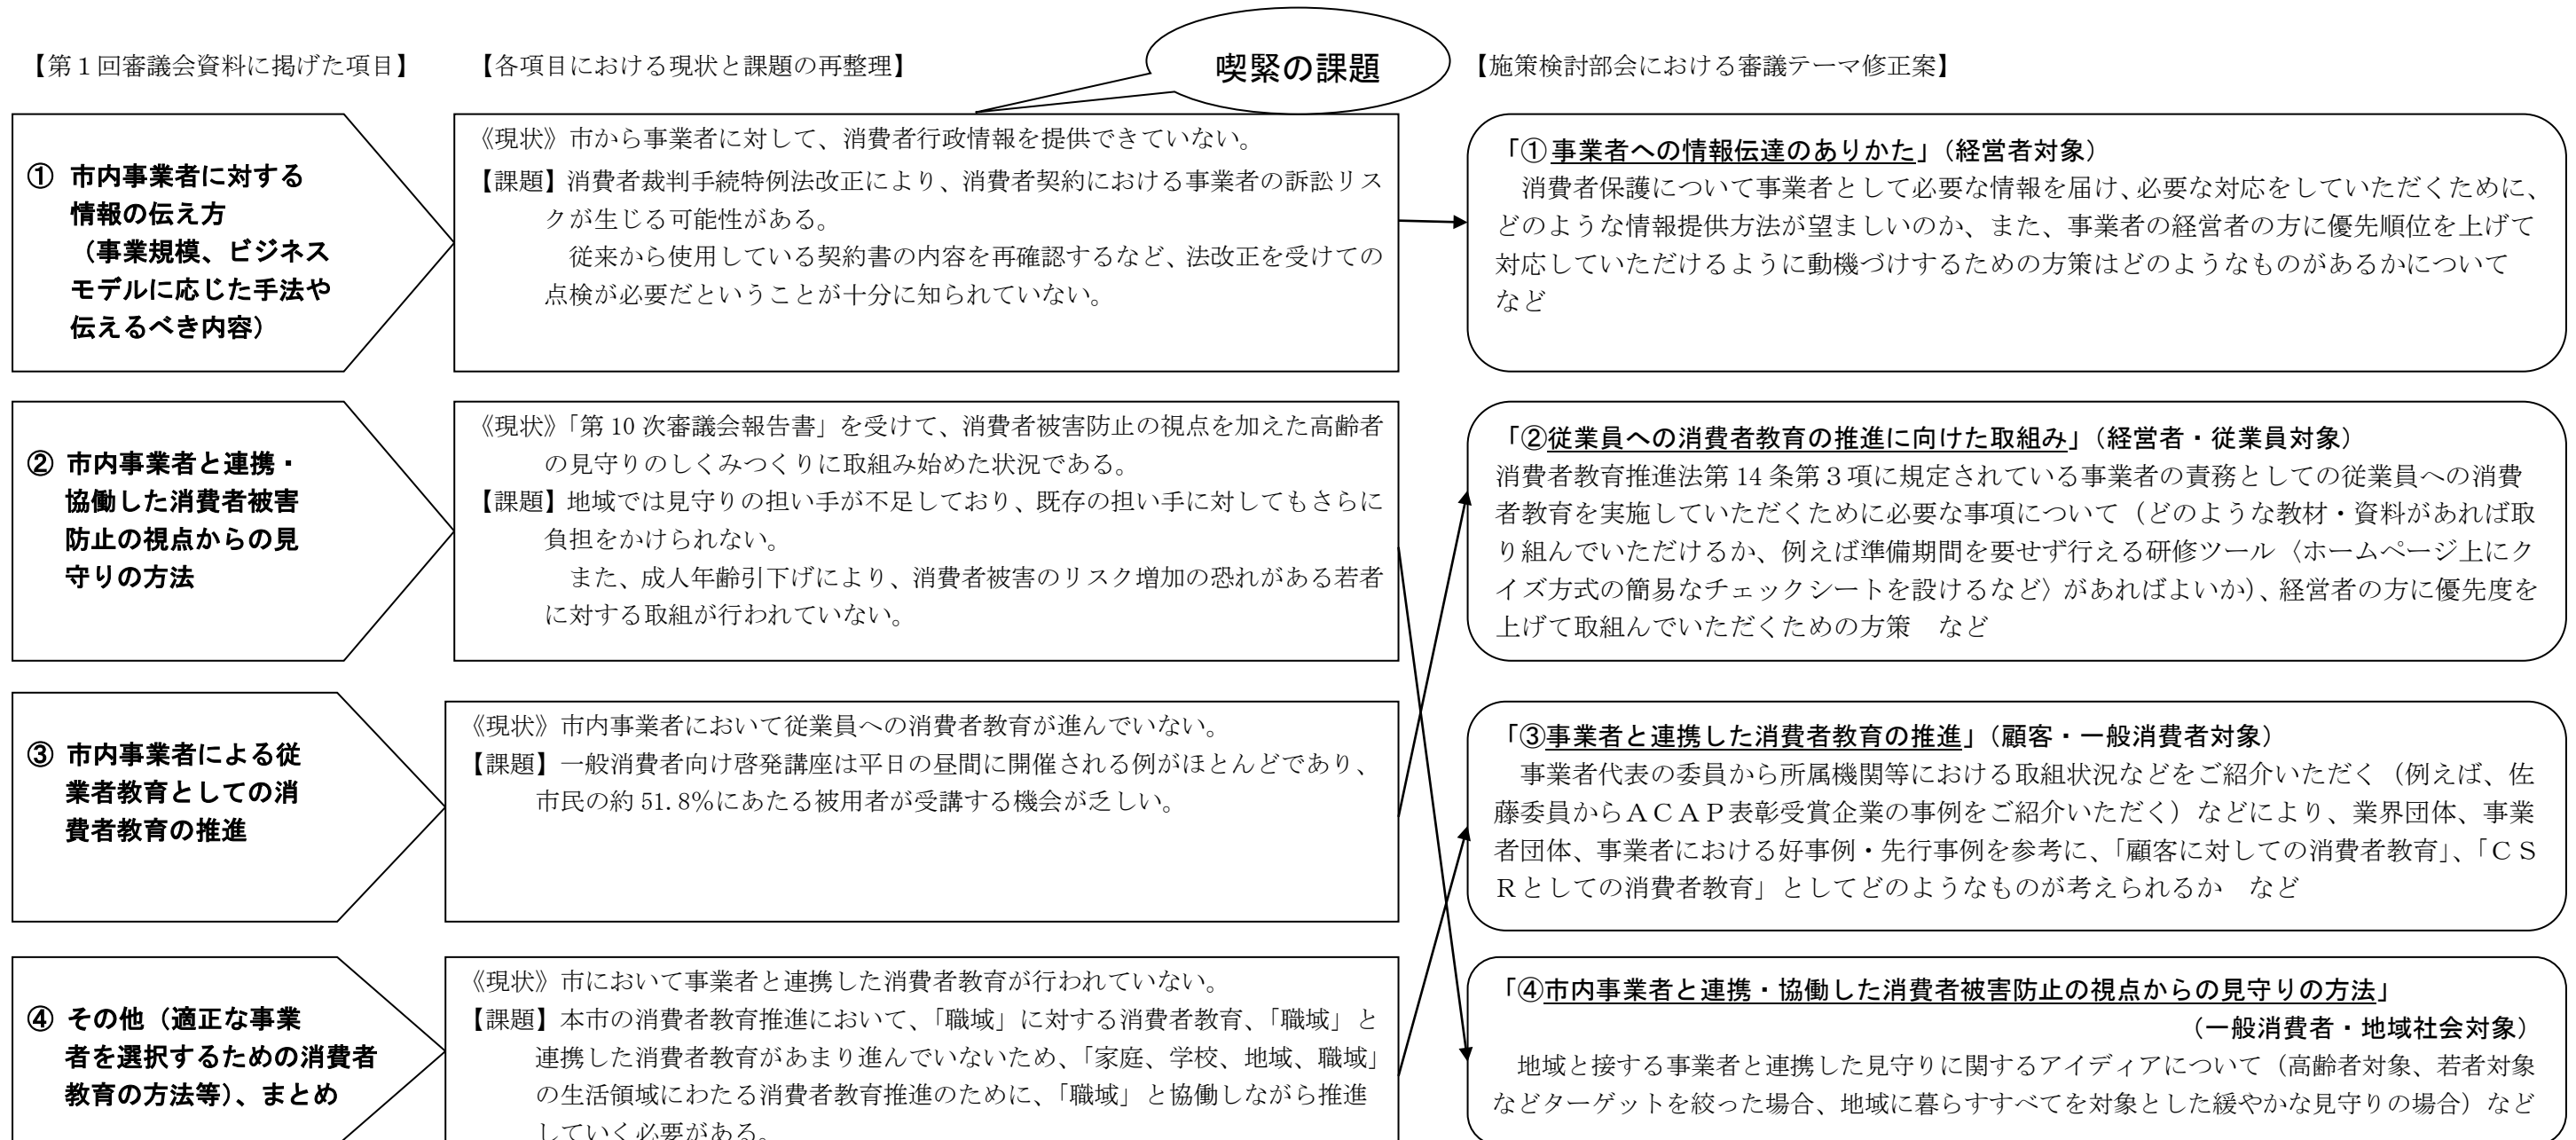 【第１回審議会資料に掲げた項目】
【各項目における現状と課題の再整理】
喫緊の課題
【施策検討部会における審議テーマ修正案】
① 市内事業者に対する
情報の伝え方
（事業規模、ビジネス
モデルに応じた手法や
伝えるべき内容）
《現状》市から事業者に対して、消費者行政情報を提供できていない。
【課題】消費者裁判手続特例法改正により、消費者契約における事業者の訴訟リス
クが生じる可能性がある。
従来から使用している契約書の内容を再確認するなど、法改正を受けての
点検が必要だということが十分に知られていない。
「①事業者への情報伝達のありかた」（経営者対象）
消費者保護について事業者として必要な情報を届け、必要な対応をしていただくために、
どのような情報提供方法が望ましいのか、また、事業者の経営者の方に優先順位を上げて
対応していただけるように動機づけするための方策はどのようなものがあるかについて
など
② 市内事業者と連携・
協働した消費者被害
防止の視点からの見
守りの方法
《現状》「第 10 次審議会報告書」を受けて、消費者被害防止の視点を加えた高齢者
の見守りのしくみつくりに取組み始めた状況である。
【課題】地域では見守りの担い手が不足しており、既存の担い手に対してもさらに
負担をかけられない。
また、成人年齢引下げにより、消費者被害のリスク増加の恐れがある若者
に対する取組が行われていない。
「②従業員への消費者教育の推進に向けた取組み」（経営者・従業員対象）
消費者教育推進法第 14 条第３項に規定されている事業者の責務としての従業員への消費
者教育を実施していただくために必要な事項について（どのような教材・資料があれば取
り組んでいただけるか、例えば準備期間を要せず行える研修ツール〈ホームページ上にク
イズ方式の簡易なチェックシートを設けるなど〉があればよいか）、経営者の方に優先度を
上げて取組んでいただくための方策　など
③ 市内事業者による従
業者教育としての消
費者教育の推進
《現状》市内事業者において従業員への消費者教育が進んでいない。
【課題】一般消費者向け啓発講座は平日の昼間に開催される例がほとんどであり、
市民の約 51.8％にあたる被用者が受講する機会が乏しい。
「③事業者と連携した消費者教育の推進」（顧客・一般消費者対象）
事業者代表の委員から所属機関等における取組状況などをご紹介いただく（例えば、佐
藤委員からＡＣＡＰ表彰受賞企業の事例をご紹介いただく）などにより、業界団体、事業
者団体、事業者における好事例・先行事例を参考に、「顧客に対しての消費者教育」、「ＣＳ
Ｒとしての消費者教育」としてどのようなものが考えられるか　など
④ その他（適正な事業
者を選択するための消費者
教育の方法等）、まとめ
《現状》市において事業者と連携した消費者教育が行われていない。
【課題】本市の消費者教育推進において、「職域」に対する消費者教育、「職域」と
連携した消費者教育があまり進んでいないため、「家庭、学校、地域、職域」
の生活領域にわたる消費者教育推進のために、「職域」と協働しながら推進
していく必要がある。
「④市内事業者と連携・協働した消費者被害防止の視点からの見守りの方法」
（一般消費者・地域社会対象）
地域と接する事業者と連携した見守りに関するアイディアについて（高齢者対象、若者対象
などターゲットを絞った場合、地域に暮らすすべてを対象とした緩やかな見守りの場合）など